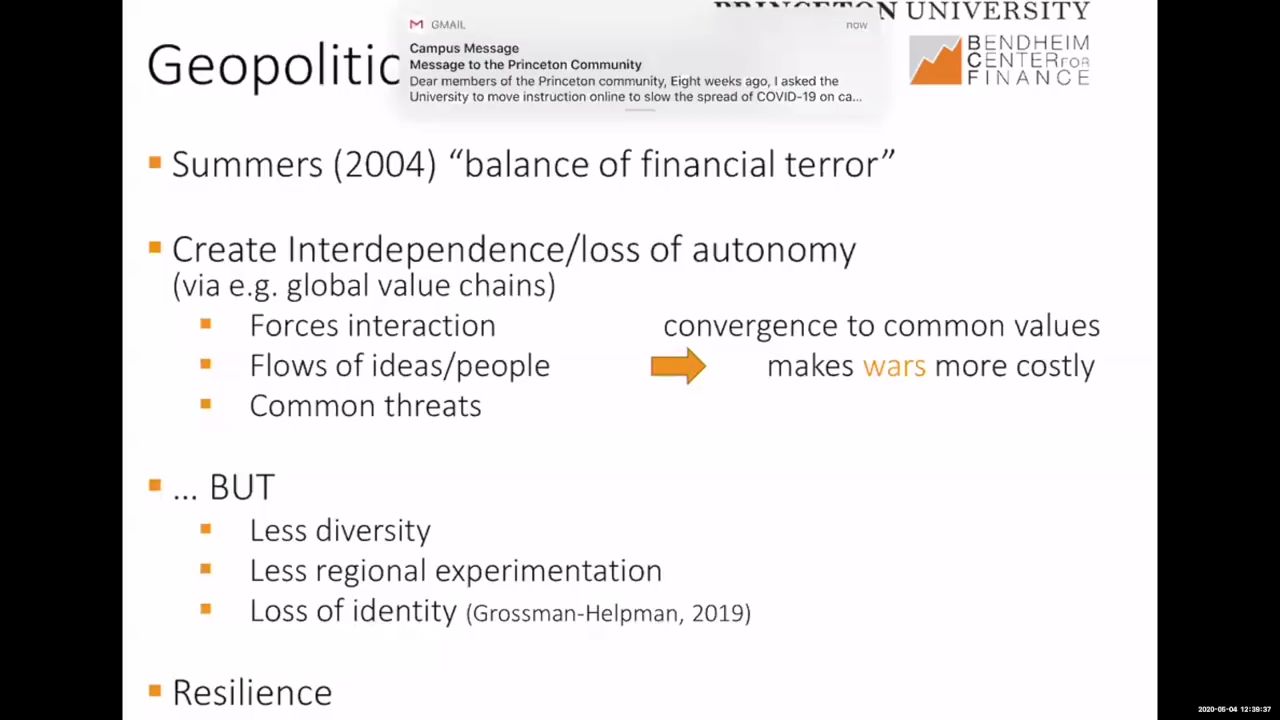 PRINCETON UNIVERSITY
GMAIL
now
Geopolitic
BENDHEIM
CENTER FOR
FINANCE
Campus Message
Message to the Princeton Community
Dear members of the Princeton community, Eight weeks ago, I asked the
University to move instruction online to slow the spread of COVID-19 on ca...
Summers (2004) “balance of financial terror”
Create Interdependence/loss of autonomy
(via e.g. global value chains)
Forces interaction
convergence to common values
Flows of ideas/people
makes wars more costly
Common threats
... BUT
Less diversity
Less regional experimentation
Loss of identity (Grossman-Helpman, 2019)
Resilience
2020-05-04 12:39:37